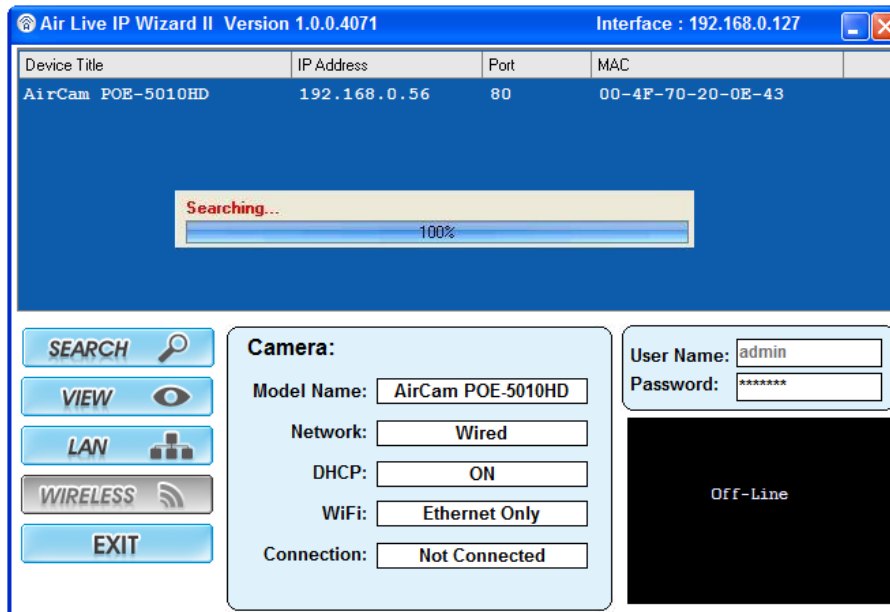 Air Live IP Wizard II Version 1.0.0.4071 Interface : 192.168.0.127
Device Title IP Address Port MAC
AirCam POE-5010HD 192.168.0.56 80 00-4F-70-20-0E-43
Searching...
100%
SEARCH
VIEW
LAN
WIRELESS
EXIT
Camera:
Model Name: AirCam POE-5010HD
Network: Wired
DHCP: ON
WiFi: Ethernet Only
Connection: Not Connected
User Name: admin
Password: *******
Off-Line